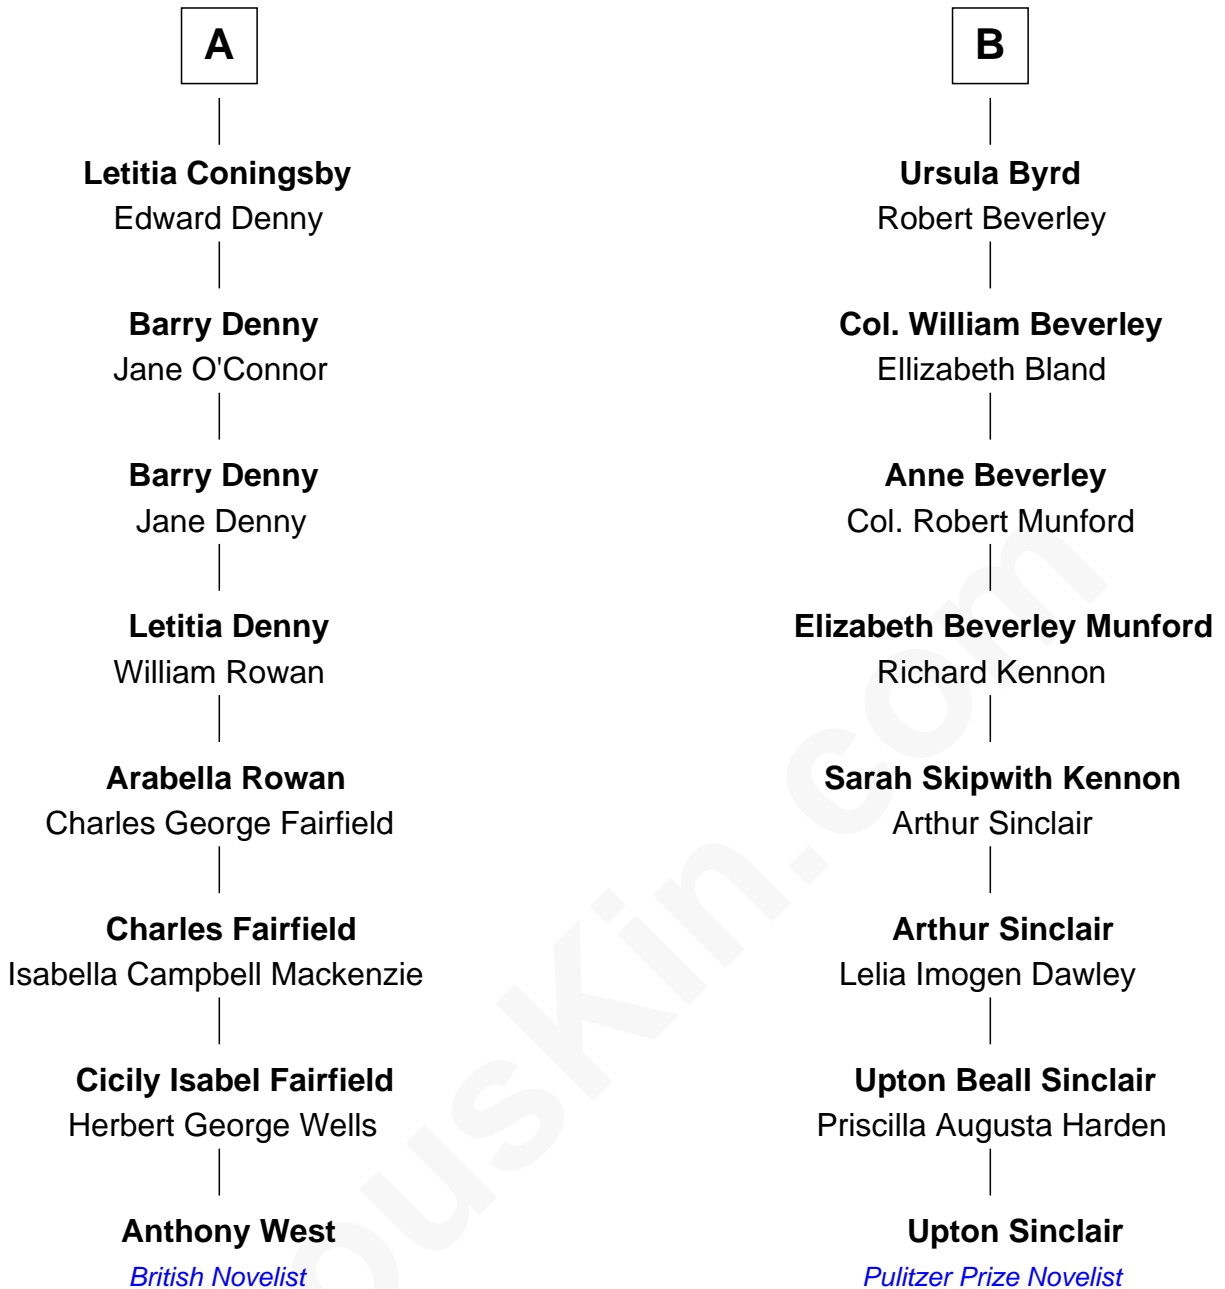 A
Letitia Coningsby
Edward Denny
Barry Denny
Jane O'Connor
Barry Denny
Jane Denny
Letitia Denny
William Rowan
Arabella Rowan
Charles George Fairfield
Charles Fairfield
Isabella Campbell Mackenzie
Cicily Isabel Fairfield
Herbert George Wells
Anthony West
British Novelist
B
Ursula Byrd
Robert Beverley
Col. William Beverley
Ellizabeth Bland
Anne Beverley
Col. Robert Munford
Elizabeth Beverley Munford
Richard Kennon
Sarah Skipwith Kennon
Arthur Sinclair
Arthur Sinclair
Lelia Imogen Dawley
Upton Beall Sinclair
Priscilla Augusta Harden
Upton Sinclair
Pulitzer Prize Novelist
ousKin.com